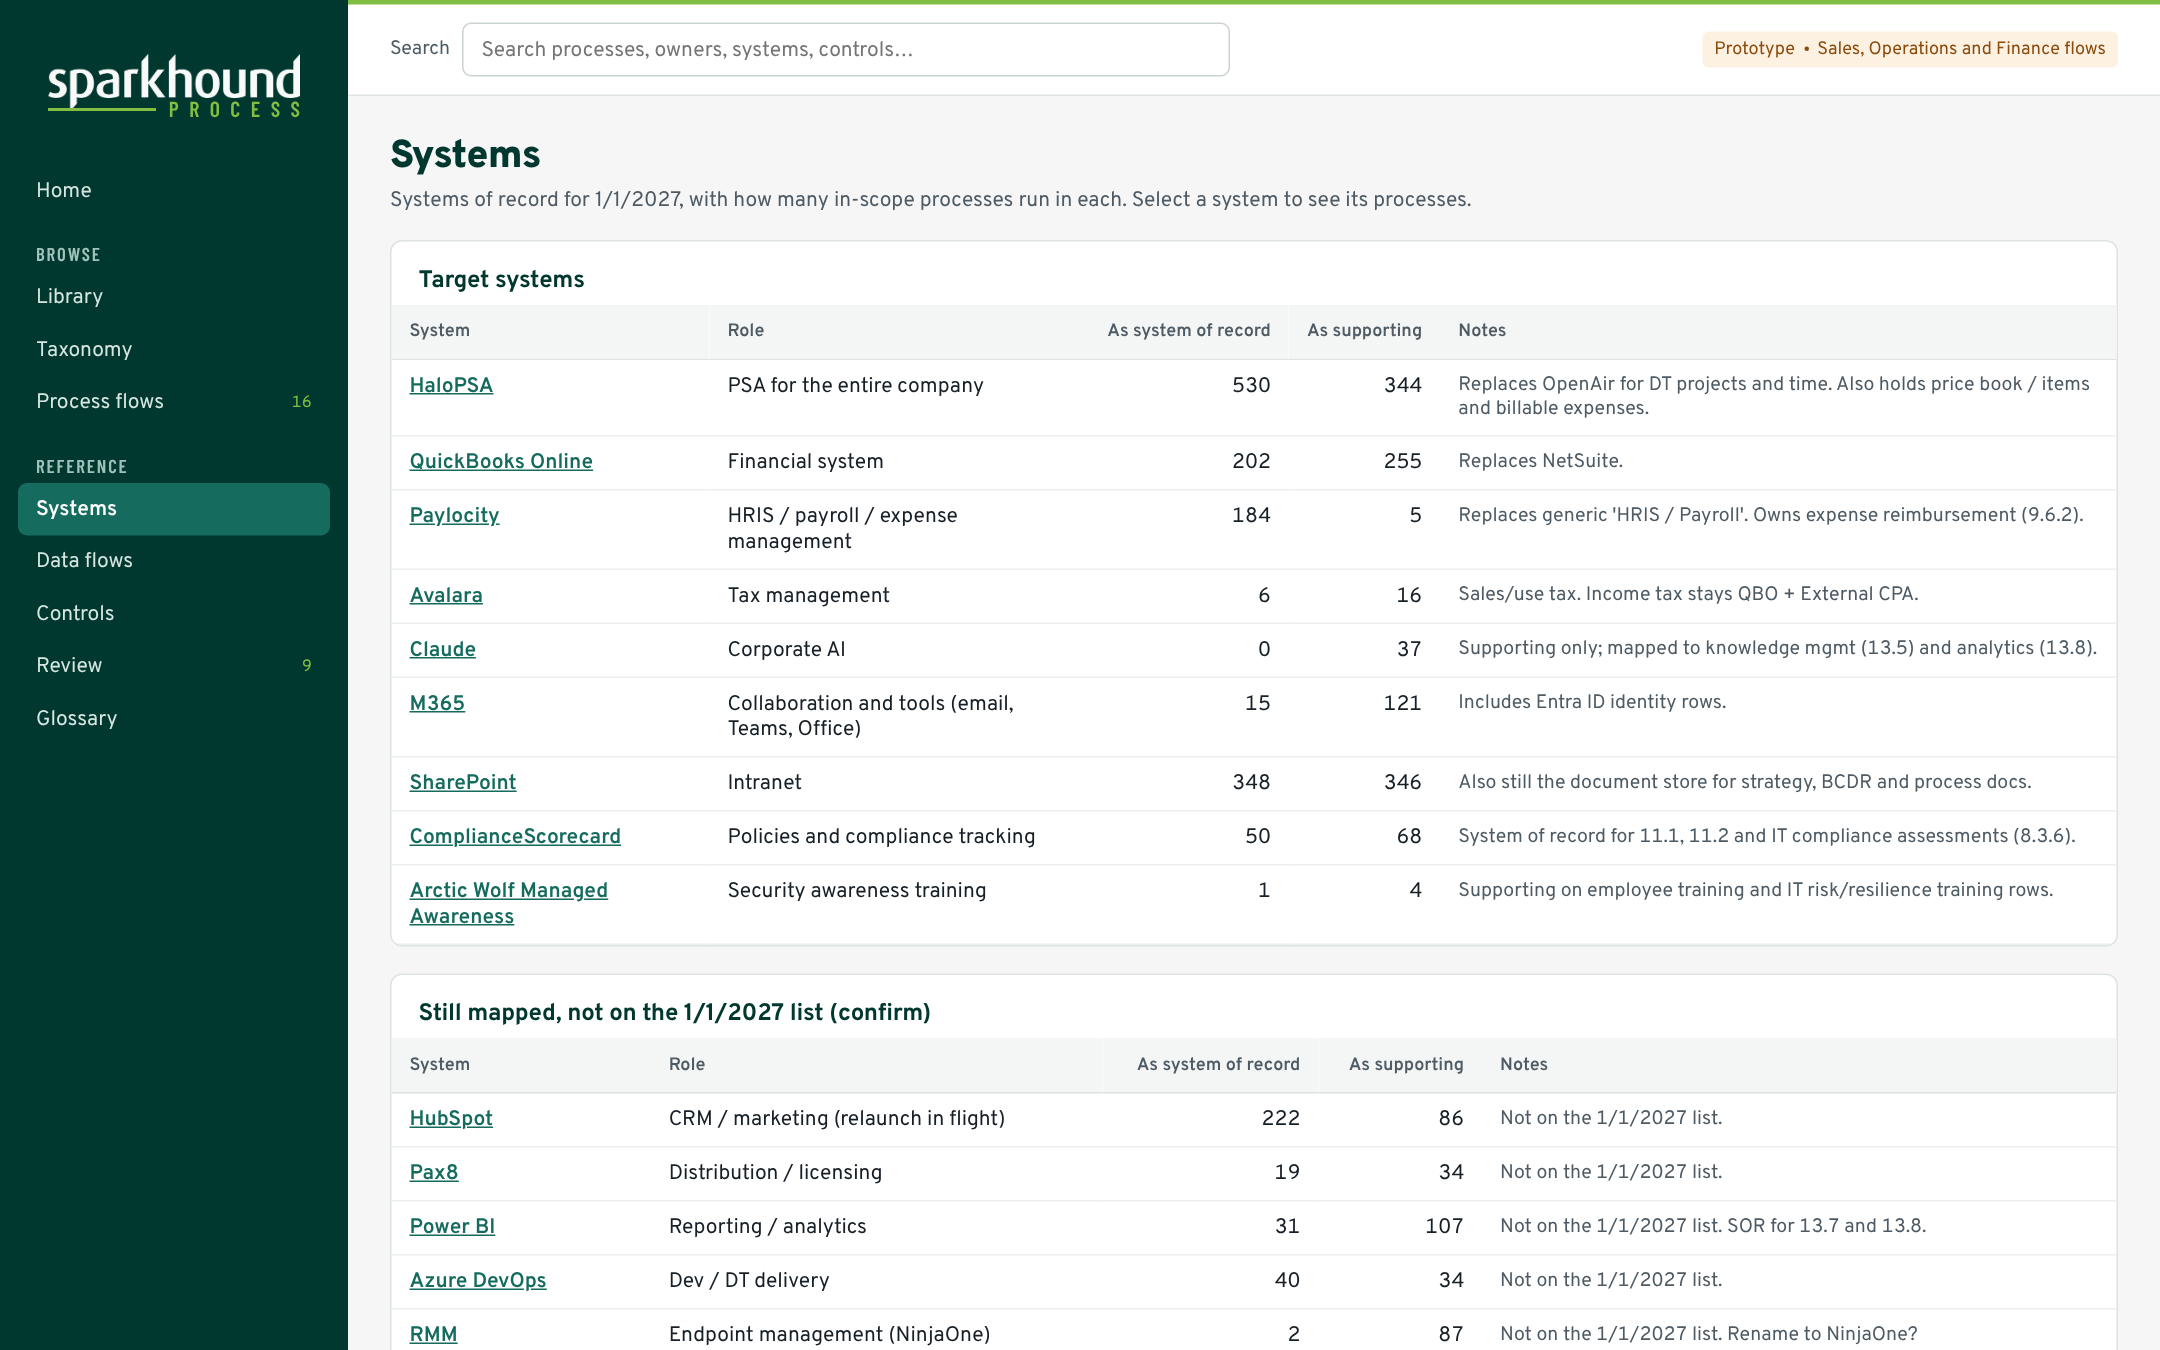 sparkhound
PROCESS
Home
BROWSE
Library
Taxonomy
Process flows 16
REFERENCE
Systems
Data flows
Controls
Review 9
Glossary
Search Search processes, owners, systems, controls…
Prototype • Sales, Operations and Finance flows
Systems
Systems of record for 1/1/2027, with how many in-scope processes run in each. Select a system to see its processes.
Target systems
System Role As system of record As supporting Notes
HaloPSA PSA for the entire company 530 344 Replaces OpenAir for DT projects and time. Also holds price book / items
and billable expenses.
QuickBooks Online Financial system 202 255 Replaces NetSuite.
Paylocity HRIS / payroll / expense 184 5 Replaces generic 'HRIS / Payroll'. Owns expense reimbursement (9.6.2).
management
Avalara Tax management 6 16 Sales/use tax. Income tax stays QBO + External CPA.
Claude Corporate AI 0 37 Supporting only; mapped to knowledge mgmt (13.5) and analytics (13.8).
M365 Collaboration and tools (email, 15 121 Includes Entra ID identity rows.
Teams, Office)
SharePoint Intranet 348 346 Also still the document store for strategy, BCDR and process docs.
ComplianceScorecard Policies and compliance tracking 50 68 System of record for 11.1, 11.2 and IT compliance assessments (8.3.6).
Arctic Wolf Managed Security awareness training 1 4 Supporting on employee training and IT risk/resilience training rows.
Awareness
Still mapped, not on the 1/1/2027 list (confirm)
System Role As system of record As supporting Notes
HubSpot CRM / marketing (relaunch in flight) 222 86 Not on the 1/1/2027 list.
Pax8 Distribution / licensing 19 34 Not on the 1/1/2027 list.
Power BI Reporting / analytics 31 107 Not on the 1/1/2027 list. SOR for 13.7 and 13.8.
Azure DevOps Dev / DT delivery 40 34 Not on the 1/1/2027 list.
RMM Endpoint management (NinjaOne) 2 87 Not on the 1/1/2027 list. Rename to NinjaOne?